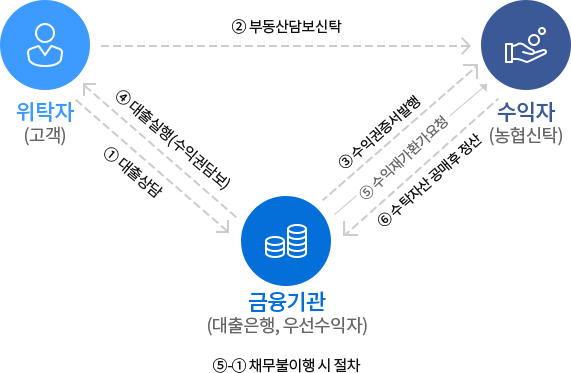 ② 부동산담보신탁
위탁자
(고객)
수익자
(농협신탁)
④ 대출실행(수익권담보)
① 대출상담
③ 수익권증서발행
⑤ 수익재가환가요청
⑥ 수탁자산 공매후 정산
금융기관
(대출은행, 우선수익자)
⑤-① 채무불이행 시 절차